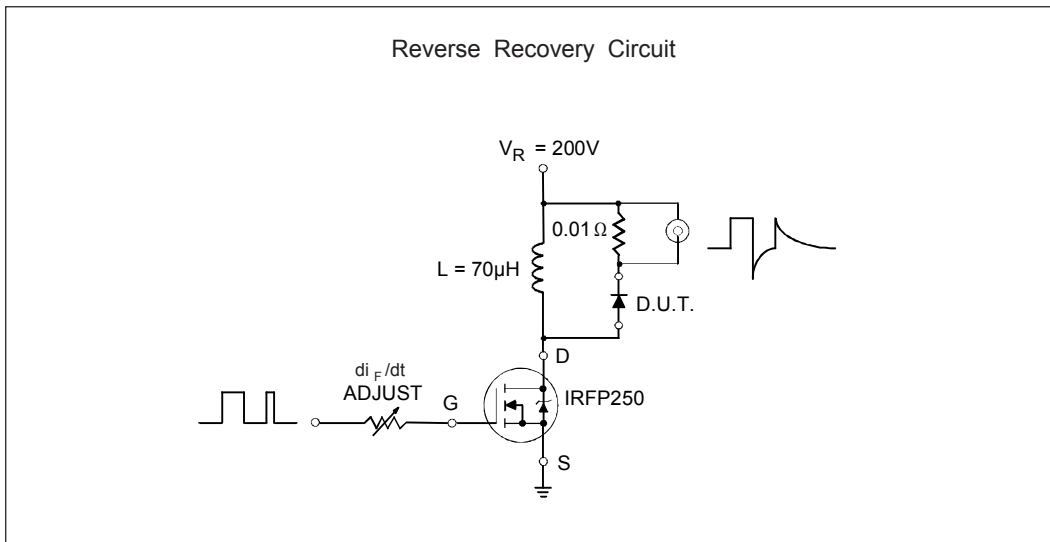 Reverse Recovery Circuit
V_R = 200V
0.01 Ω
L = 70µH
D.U.T.
D
di_F/dt
ADJUST
G
IRFP250
S